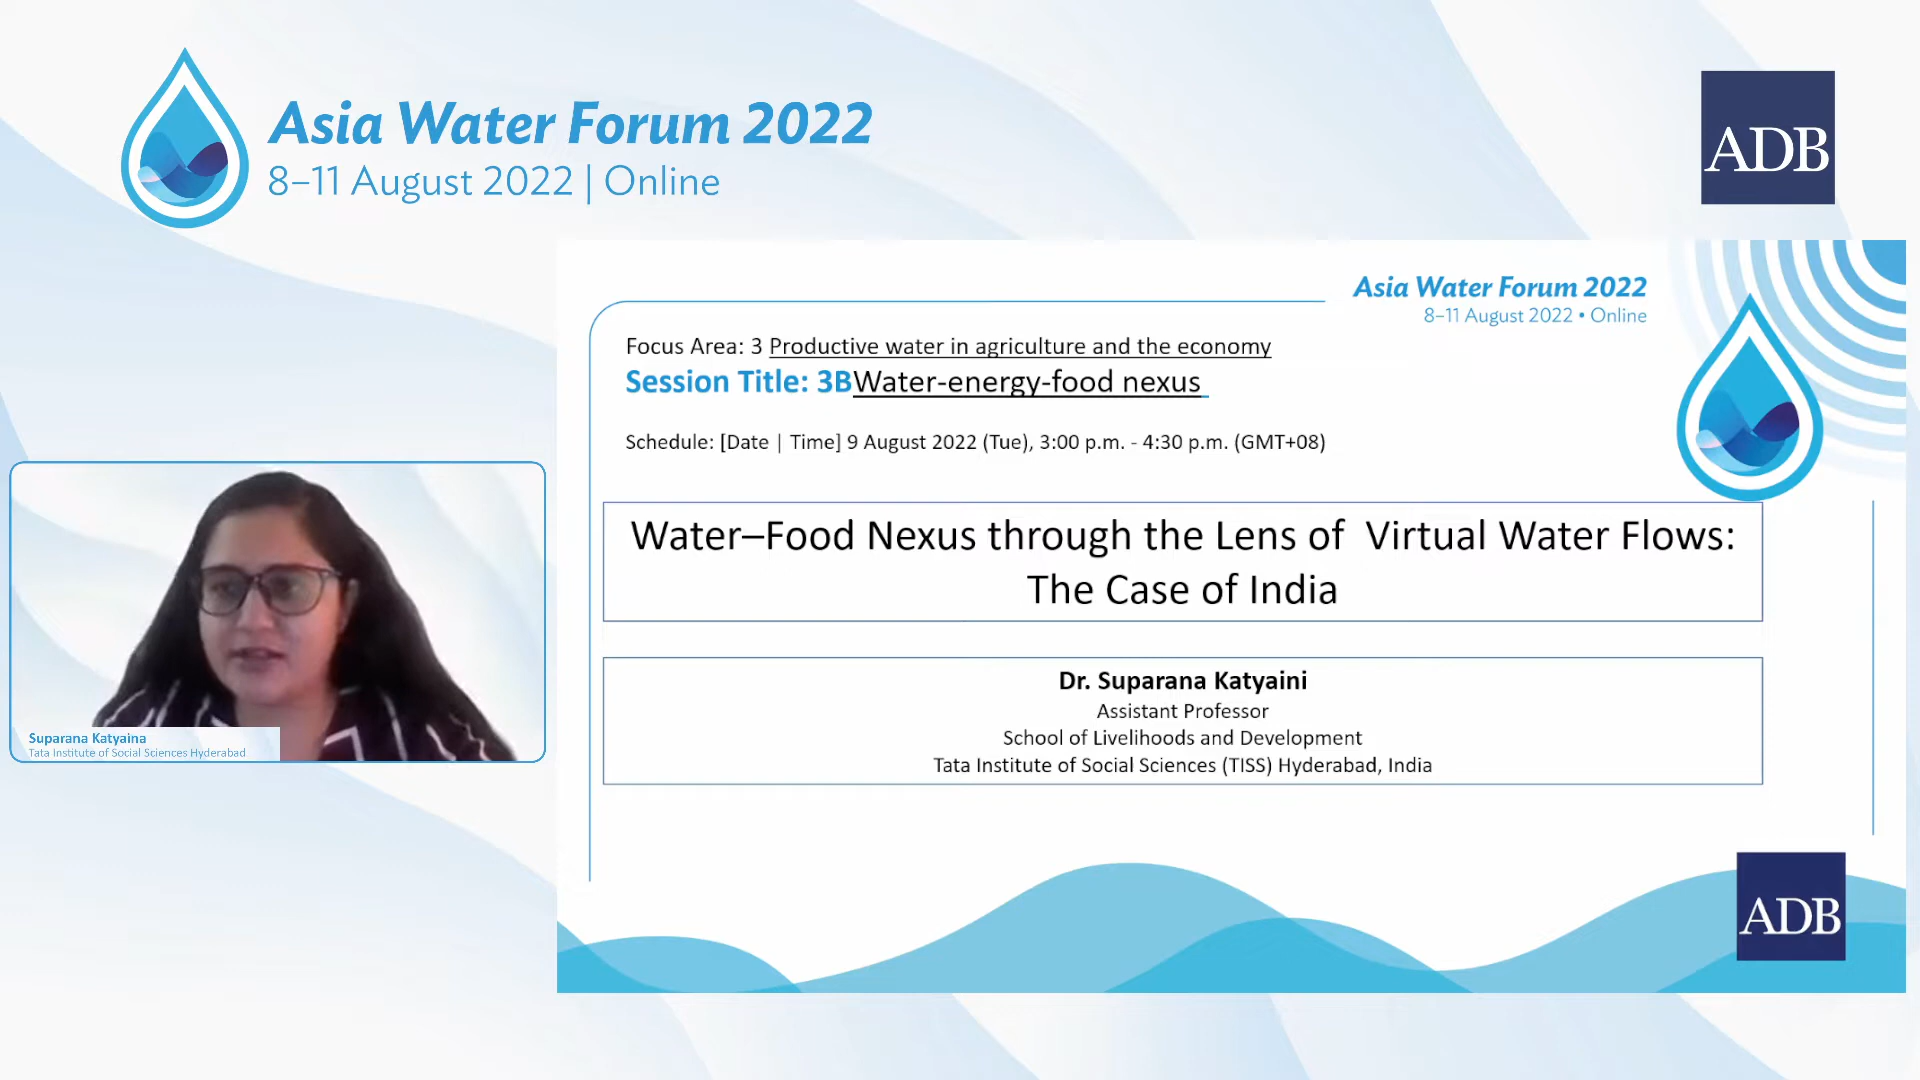 Asia Water Forum 2022
8–11 August 2022 | Online
ADB
Asia Water Forum 2022
8–11 August 2022 • Online
Focus Area: 3 Productive water in agriculture and the economy
Session Title: 3BWater-energy-food nexus
Schedule: [Date | Time] 9 August 2022 (Tue), 3:00 p.m. - 4:30 p.m. (GMT+08)
Water–Food Nexus through the Lens of Virtual Water Flows:
The Case of India
Dr. Suparana Katyaini
Assistant Professor
School of Livelihoods and Development
Tata Institute of Social Sciences (TISS) Hyderabad, India
Suparana Katyaina
Tata Institute of Social Sciences Hyderabad
ADB